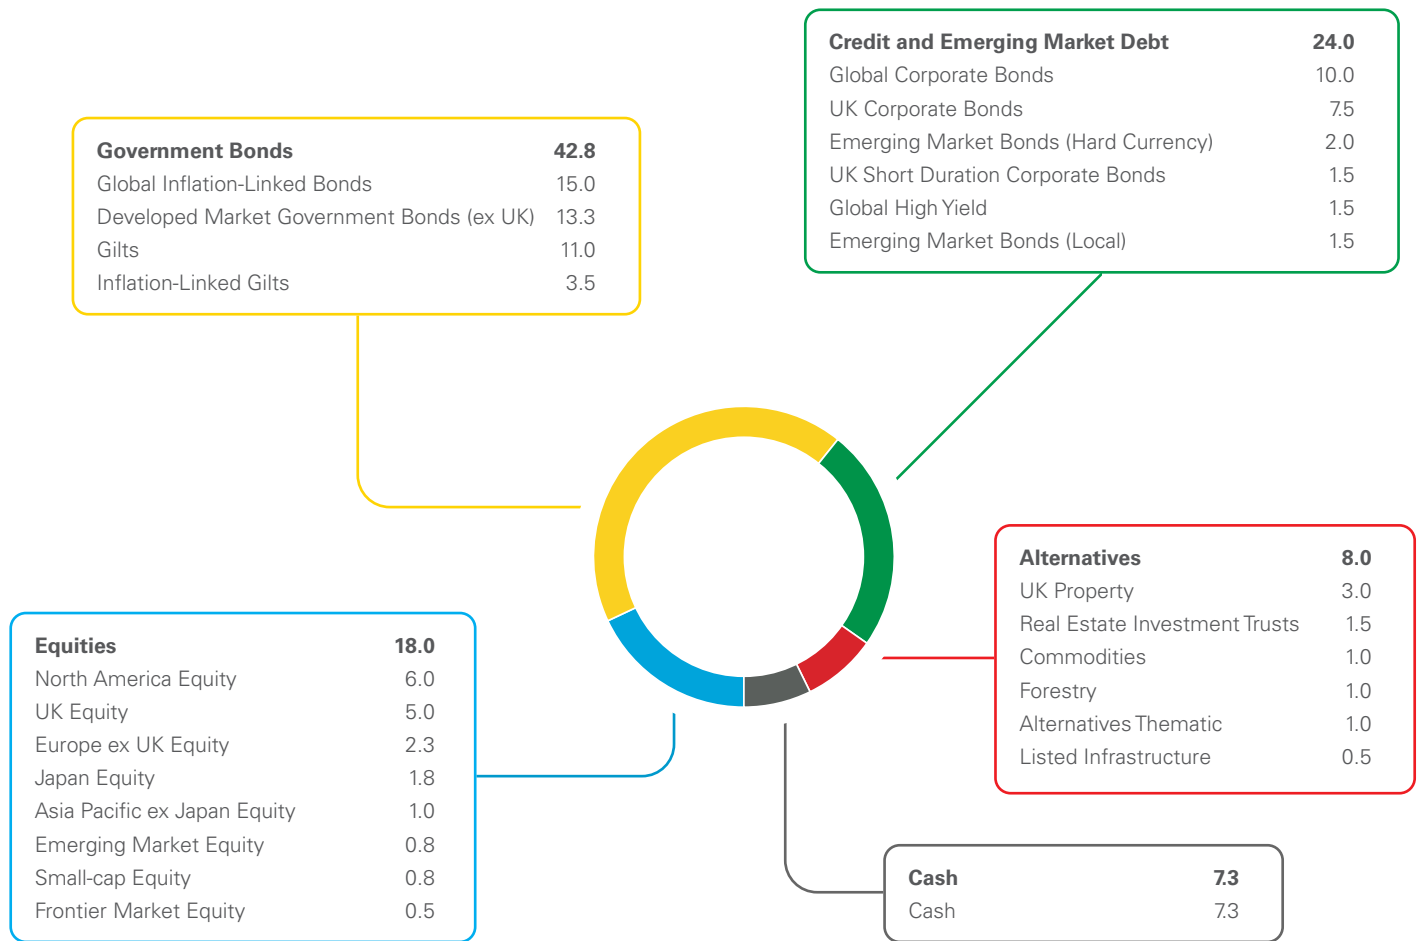 Credit and Emerging Market Debt 24.0
Global Corporate Bonds 10.0
UK Corporate Bonds 7.5
Emerging Market Bonds (Hard Currency) 2.0
UK Short Duration Corporate Bonds 1.5
Global High Yield 1.5
Emerging Market Bonds (Local) 1.5
Government Bonds 42.8
Global Inflation-Linked Bonds 15.0
Developed Market Government Bonds (ex UK) 13.3
Gilts 11.0
Inflation-Linked Gilts 3.5
Alternatives 8.0
UK Property 3.0
Real Estate Investment Trusts 1.5
Commodities 1.0
Forestry 1.0
Alternatives Thematic 1.0
Listed Infrastructure 0.5
Equities 18.0
North America Equity 6.0
UK Equity 5.0
Europe ex UK Equity 2.3
Japan Equity 1.8
Asia Pacific ex Japan Equity 1.0
Emerging Market Equity 0.8
Small-cap Equity 0.8
Frontier Market Equity 0.5
Cash 7.3
Cash 7.3